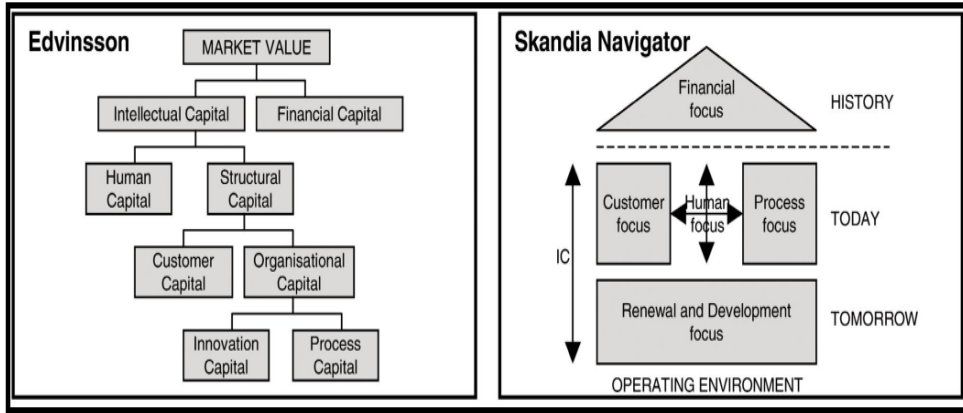 Edvinsson
MARKET VALUE
Intellectual Capital
Financial Capital
Human
Capital
Structural
Capital
Customer
Capital
Organisational
Capital
Innovation
Capital
Process
Capital
Skandia Navigator
Financial
focus
HISTORY
Customer
focus
Human
focus
Process
focus
TODAY
IC
Renewal and Development
focus
TOMORROW
OPERATING ENVIRONMENT